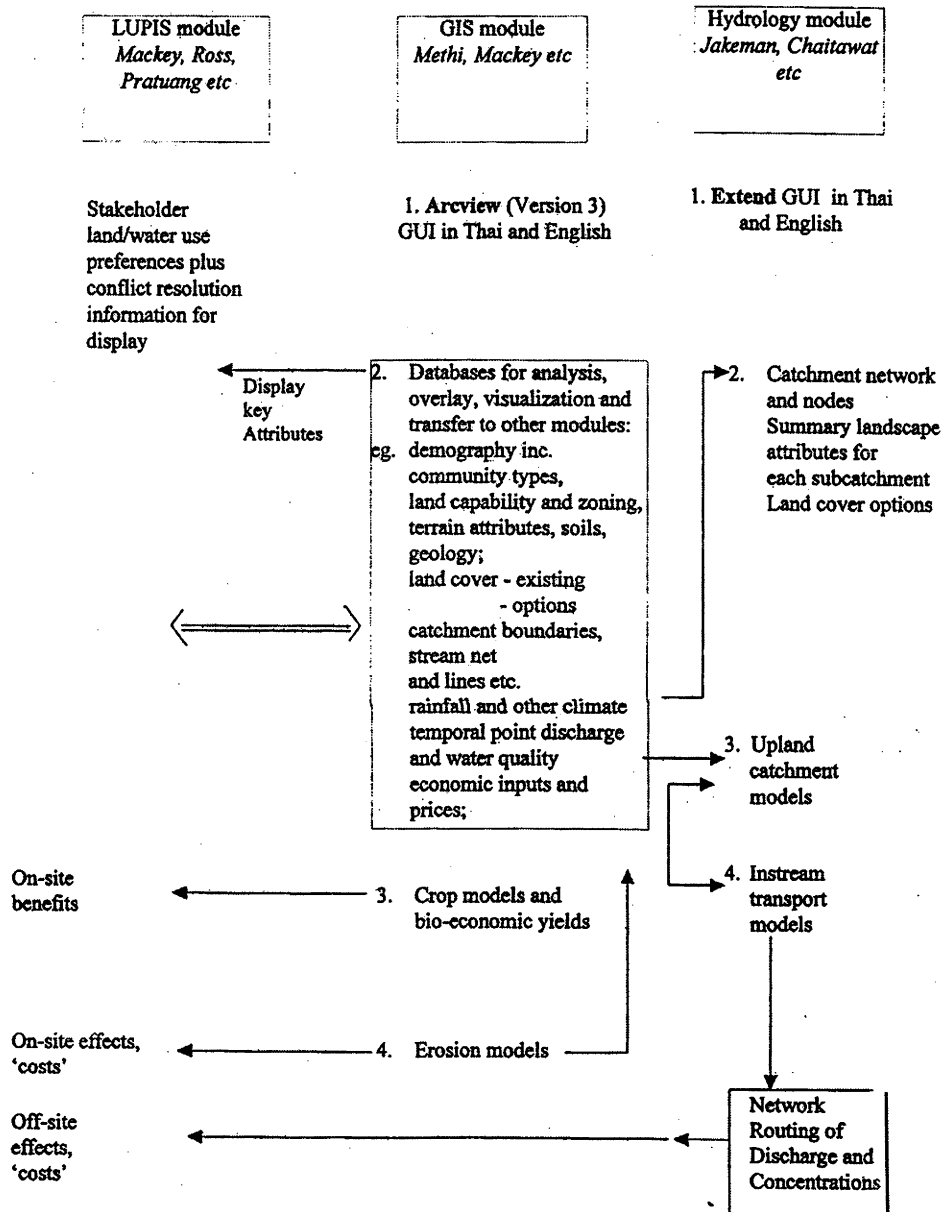 LUPIS module
Mackey, Ross,
Pratuang etc
GIS module
Methi, Mackey etc
Hydrology module
Jakeman, Chaitawat
etc
Stakeholder
land/water use
preferences plus
conflict resolution
information for
display
1. Arcview (Version 3)
GUI in Thai and English
1. Extend GUI in Thai
and English
Display
key
Attributes
2. Databases for analysis,
overlay, visualization and
transfer to other modules:
eg. demography inc.
community types,
land capability and zoning,
terrain attributes, soils,
geology;
land cover - existing
- options
catchment boundaries,
stream net
and lines etc.
rainfall and other climate
temporal point discharge
and water quality
economic inputs and
prices;
2. Catchment network
and nodes
Summary landscape
attributes for
each subcatchment
Land cover options
3. Upland
catchment
models
4. Instream
transport
models
On-site
benefits
3. Crop models and
bio-economic yields
On-site effects,
‘costs’
4. Erosion models
Off-site
effects,
‘costs’
Network
Routing of
Discharge and
Concentrations